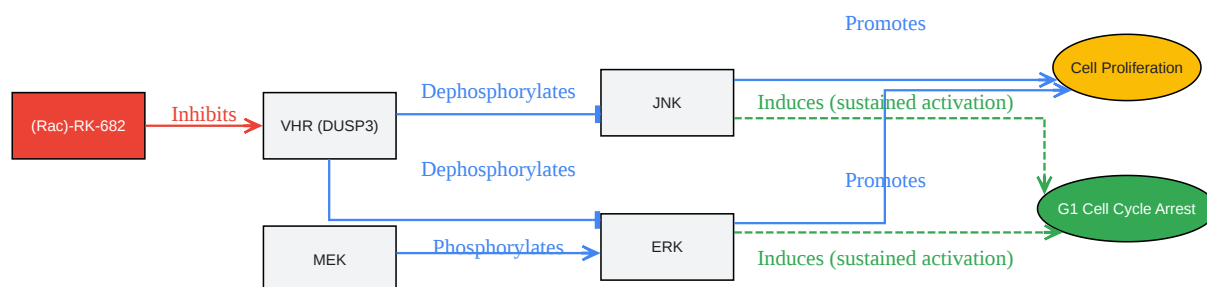 Promotes
Cell Proliferation
Dephosphorylates
JNK
Induces (sustained activation)
(Rac)-RK-682
Inhibits
VHR (DUSP3)
Dephosphorylates
Promotes
G1 Cell Cycle Arrest
MEK
Phosphorylates
ERK
Induces (sustained activation)